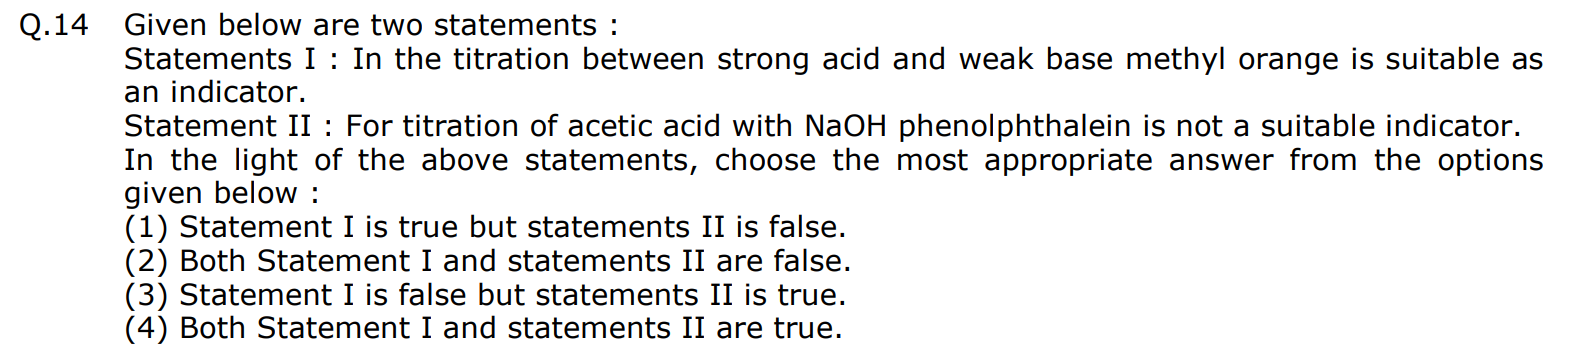 Q.14 Given below are two statements :
Statements I : In the titration between strong acid and weak base methyl orange is suitable as
an indicator.
Statement II : For titration of acetic acid with NaOH phenolphthalein is not a suitable indicator.
In the light of the above statements, choose the most appropriate answer from the options
given below :
(1) Statement I is true but statements II is false.
(2) Both Statement I and statements II are false.
(3) Statement I is false but statements II is true.
(4) Both Statement I and statements II are true.